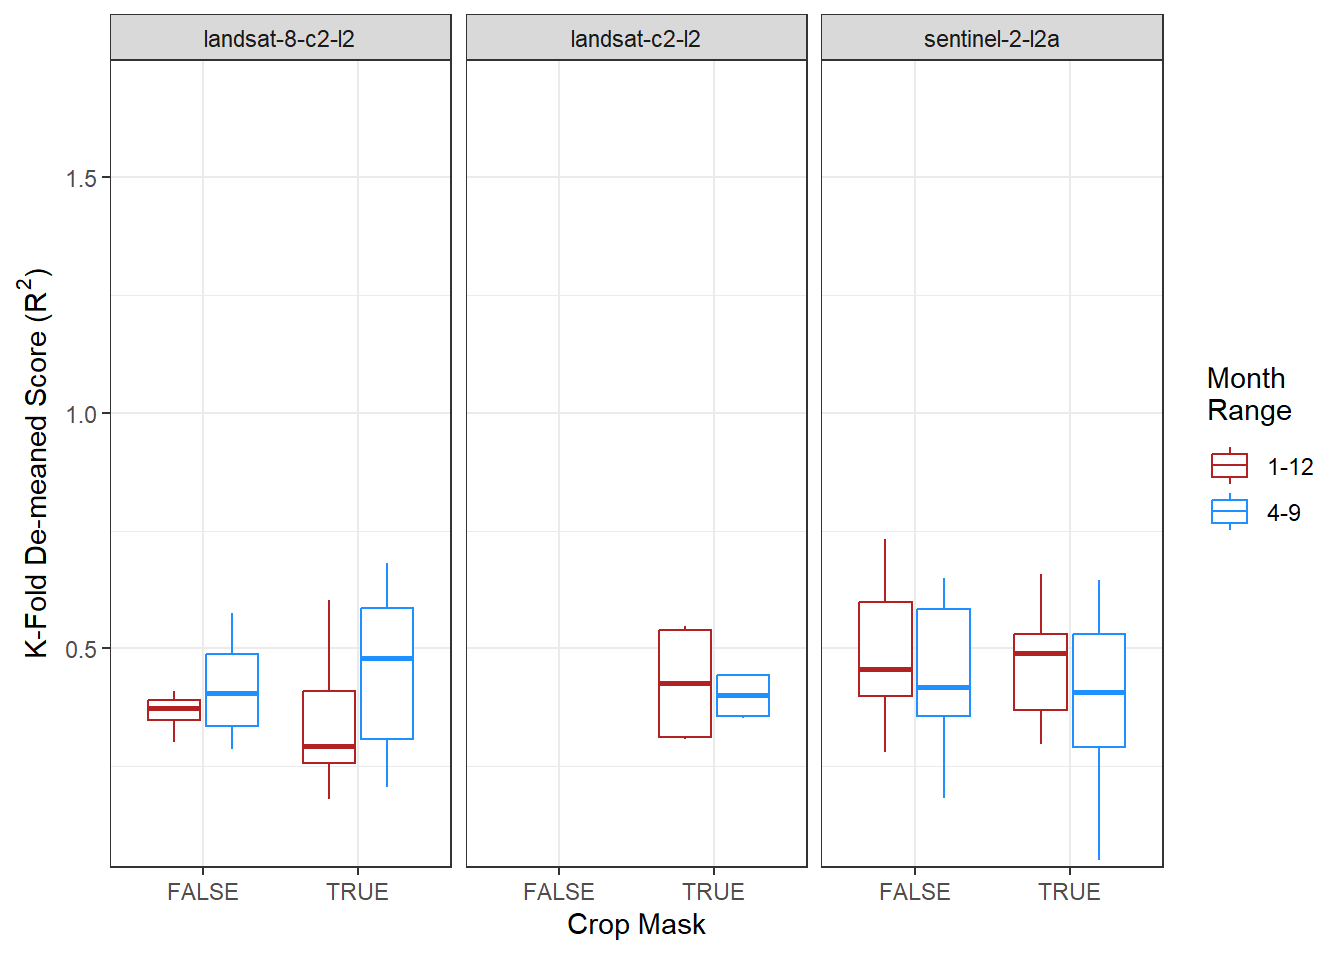 landsat-8-c2-l2
landsat-c2-l2
sentinel-2-l2a
K-Fold De-meaned Score (R²)
1.5
1.0
0.5
FALSE
TRUE
FALSE
TRUE
FALSE
TRUE
Crop Mask
Month
Range
1-12
4-9